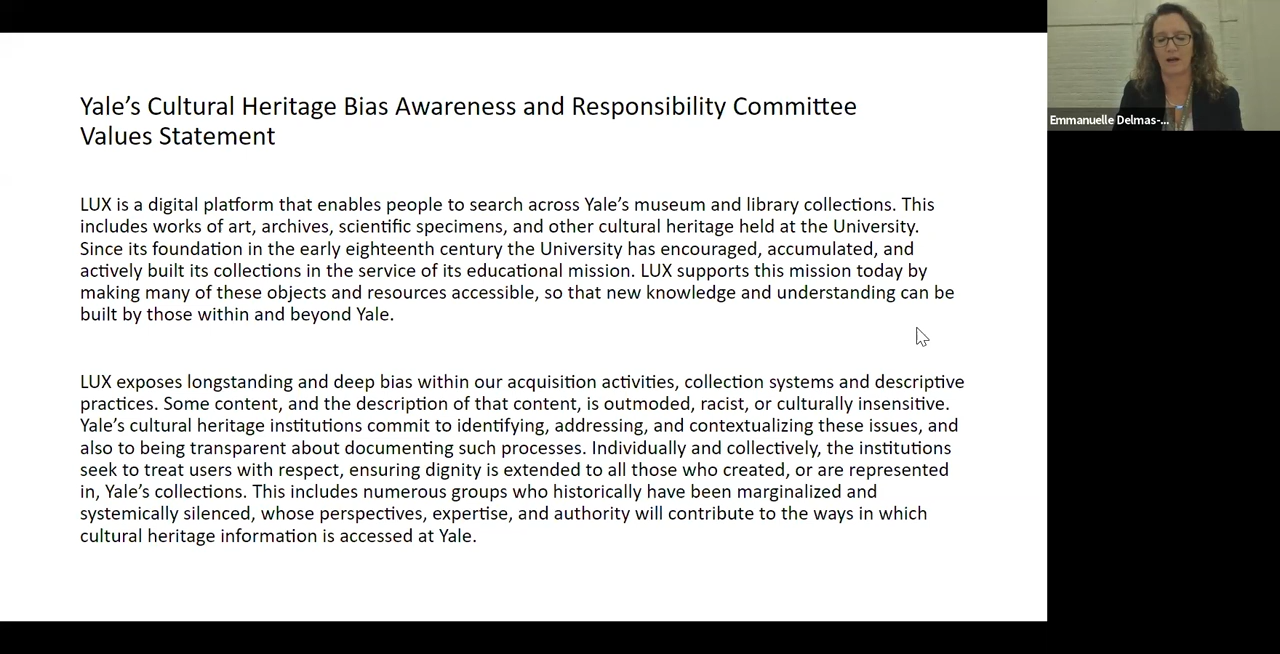 Yale’s Cultural Heritage Bias Awareness and Responsibility Committee
Values Statement
LUX is a digital platform that enables people to search across Yale’s museum and library collections. This
includes works of art, archives, scientific specimens, and other cultural heritage held at the University.
Since its foundation in the early eighteenth century the University has encouraged, accumulated, and
actively built its collections in the service of its educational mission. LUX supports this mission today by
making many of these objects and resources accessible, so that new knowledge and understanding can be
built by those within and beyond Yale.
LUX exposes longstanding and deep bias within our acquisition activities, collection systems and descriptive
practices. Some content, and the description of that content, is outmoded, racist, or culturally insensitive.
Yale’s cultural heritage institutions commit to identifying, addressing, and contextualizing these issues, and
also to being transparent about documenting such processes. Individually and collectively, the institutions
seek to treat users with respect, ensuring dignity is extended to all those who created, or are represented
in, Yale’s collections. This includes numerous groups who historically have been marginalized and
systemically silenced, whose perspectives, expertise, and authority will contribute to the ways in which
cultural heritage information is accessed at Yale.
Emmanuelle Delmas-...